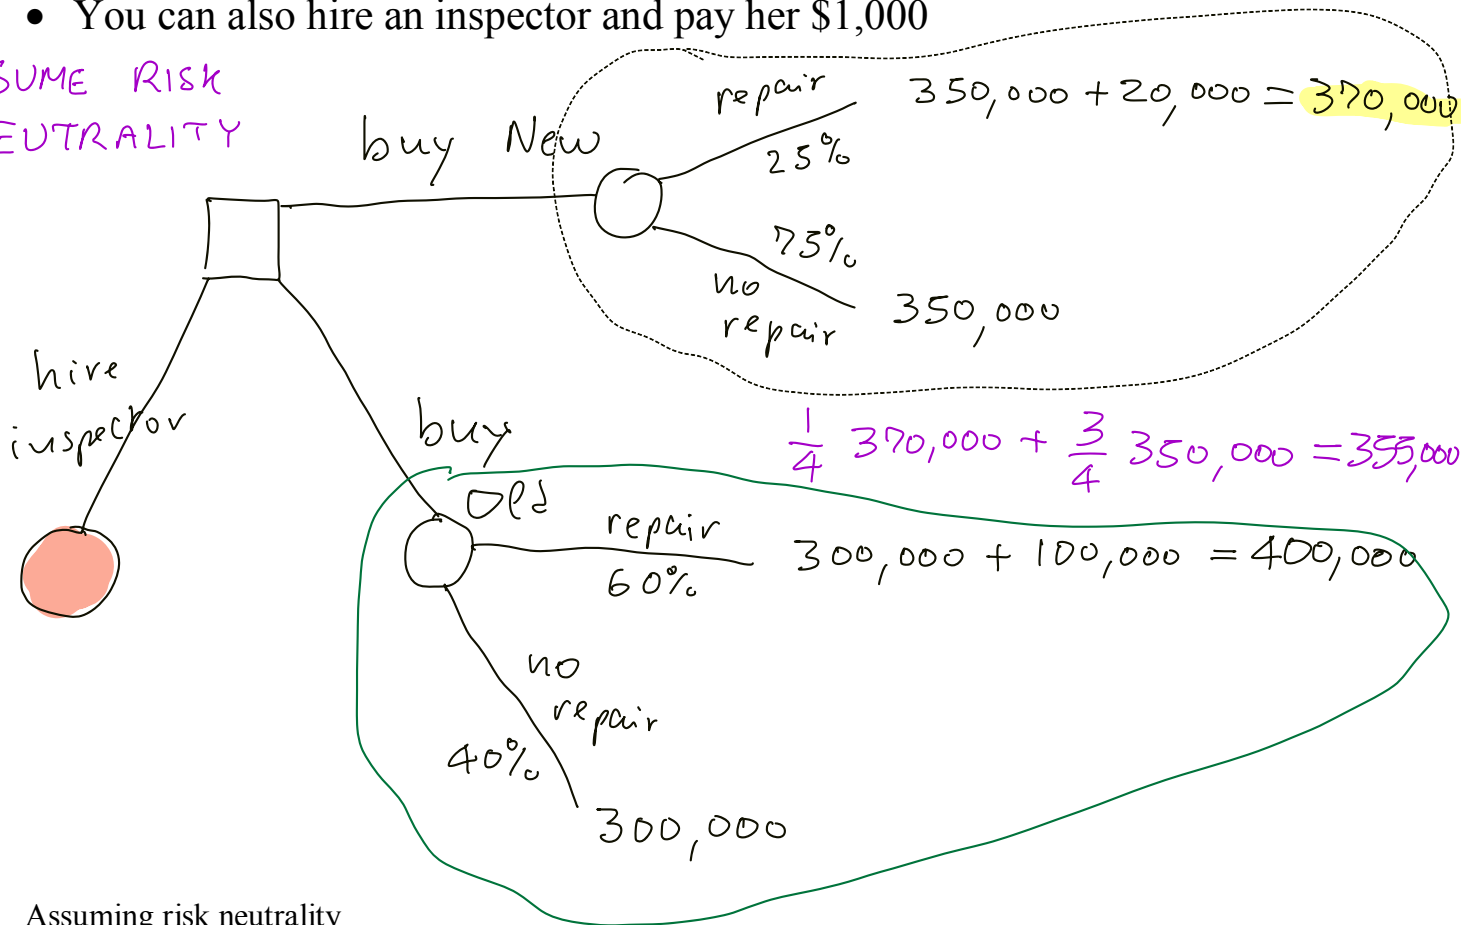 • You can also hire an inspector and pay her $1,000
SUME RISK
EUTRALITY
buy New
repair
25%
350,000 + 20,000 = 370,000
75%
no
repair
350,000
hire
inspector
1/4 370,000 + 3/4 350,000 = 355,000
buy
old
repair
60%
300,000 + 100,000 = 400,000
no
repair
40%
300,000
Assuming risk neutrality